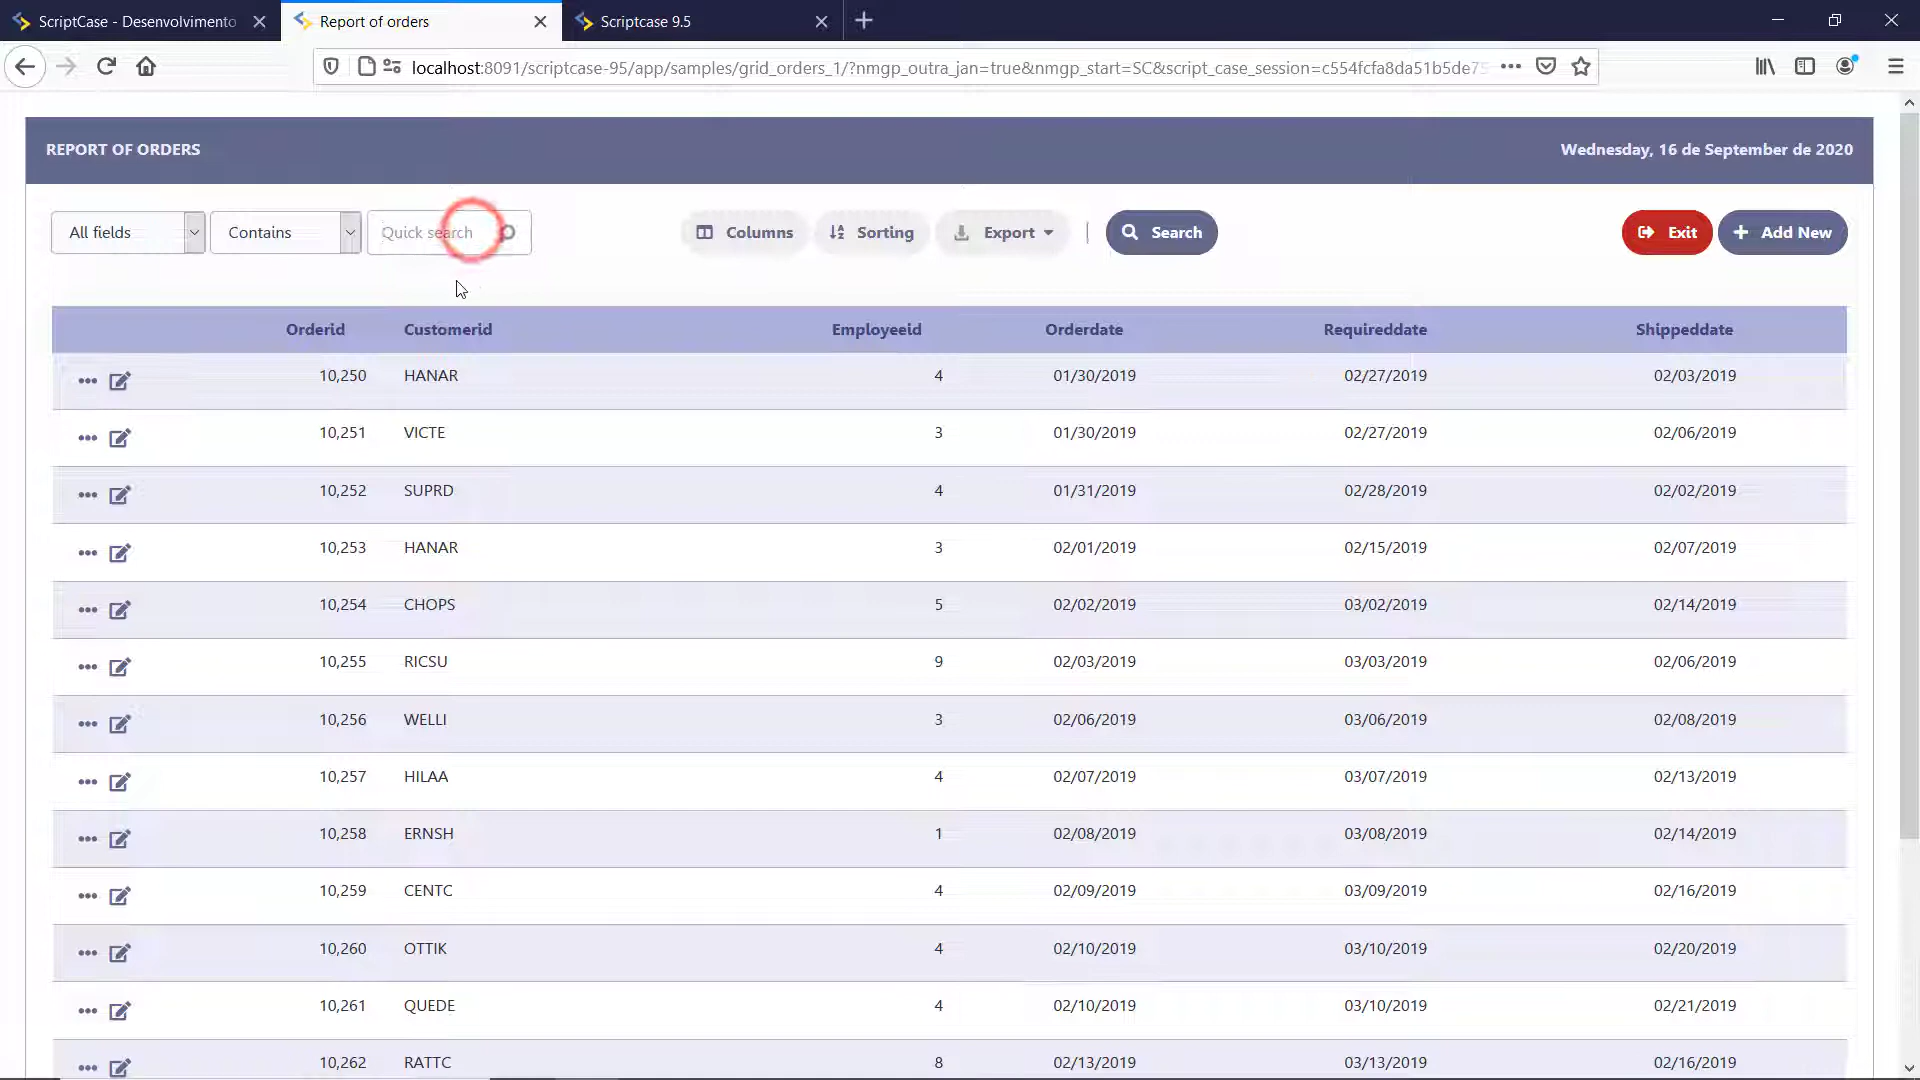 ScriptCase - Desenvolvimento
Report of orders
Scriptcase 9.5
localhost:8091/scriptcase-95/app/samples/grid_orders_1/?nmgp_outra_jan=true&nmgp_start=SC&script_case_session=c554fcfa8da51b5de75
REPORT OF ORDERS
Wednesday, 16 de September de 2020
All fields
Contains
Quick search
Columns
Sorting
Export
Search
Exit
Add New
Orderid Customerid Employeeid Orderdate Requireddate Shippeddate
10,250 HANAR 4 01/30/2019 02/27/2019 02/03/2019
10,251 VICTE 3 01/30/2019 02/27/2019 02/06/2019
10,252 SUPRD 4 01/31/2019 02/28/2019 02/02/2019
10,253 HANAR 3 02/01/2019 02/15/2019 02/07/2019
10,254 CHOPS 5 02/02/2019 03/02/2019 02/14/2019
10,255 RICSU 9 02/03/2019 03/03/2019 02/06/2019
10,256 WELLI 3 02/06/2019 03/06/2019 02/08/2019
10,257 HILAA 4 02/07/2019 03/07/2019 02/13/2019
10,258 ERNSH 1 02/08/2019 03/08/2019 02/14/2019
10,259 CENTC 4 02/09/2019 03/09/2019 02/16/2019
10,260 OTTIK 4 02/10/2019 03/10/2019 02/20/2019
10,261 QUEDE 4 02/10/2019 03/10/2019 02/21/2019
10,262 RATTC 8 02/13/2019 03/13/2019 02/16/2019